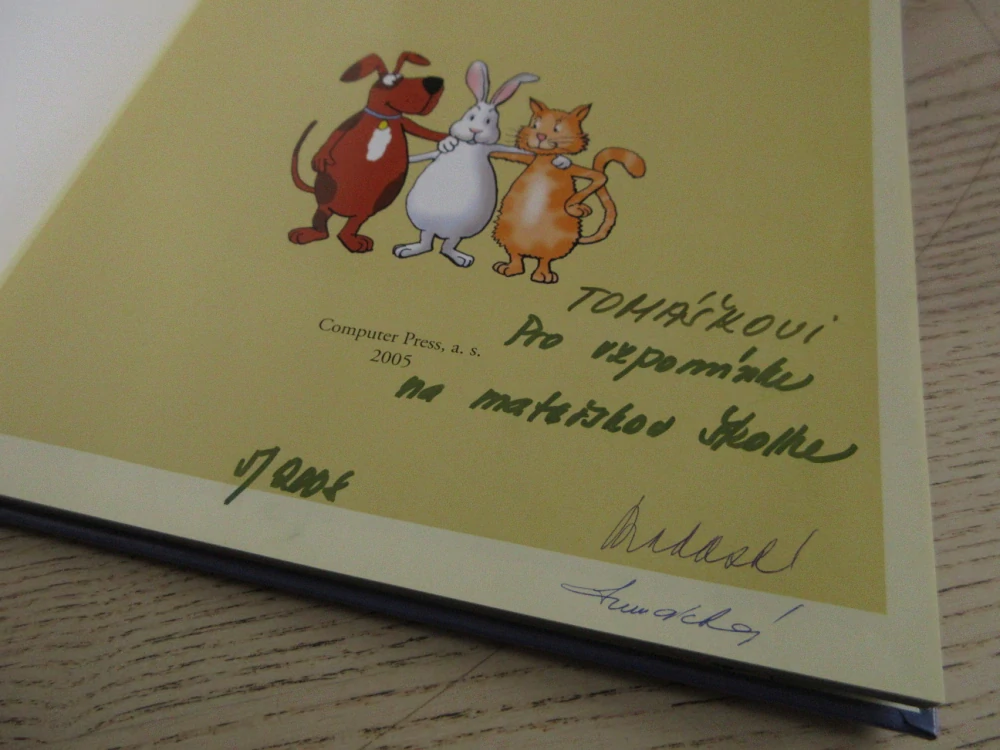 Computer Press, a. s.
2005
TOMÁŠKOVI
Pro vzpomínku
na mateřskou školku